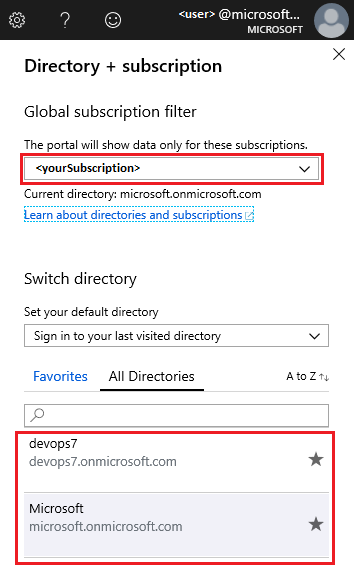 <user> @microsoft...
MICROSOFT
Directory + subscription
Global subscription filter
The portal will show data only for these subscriptions.
<yourSubscription>
Current directory: microsoft.onmicrosoft.com
Learn about directories and subscriptions
Switch directory
Set your default directory
Sign in to your last visited directory
Favorites All Directories A to Z
devops7
devops7.onmicrosoft.com
Microsoft
microsoft.onmicrosoft.com